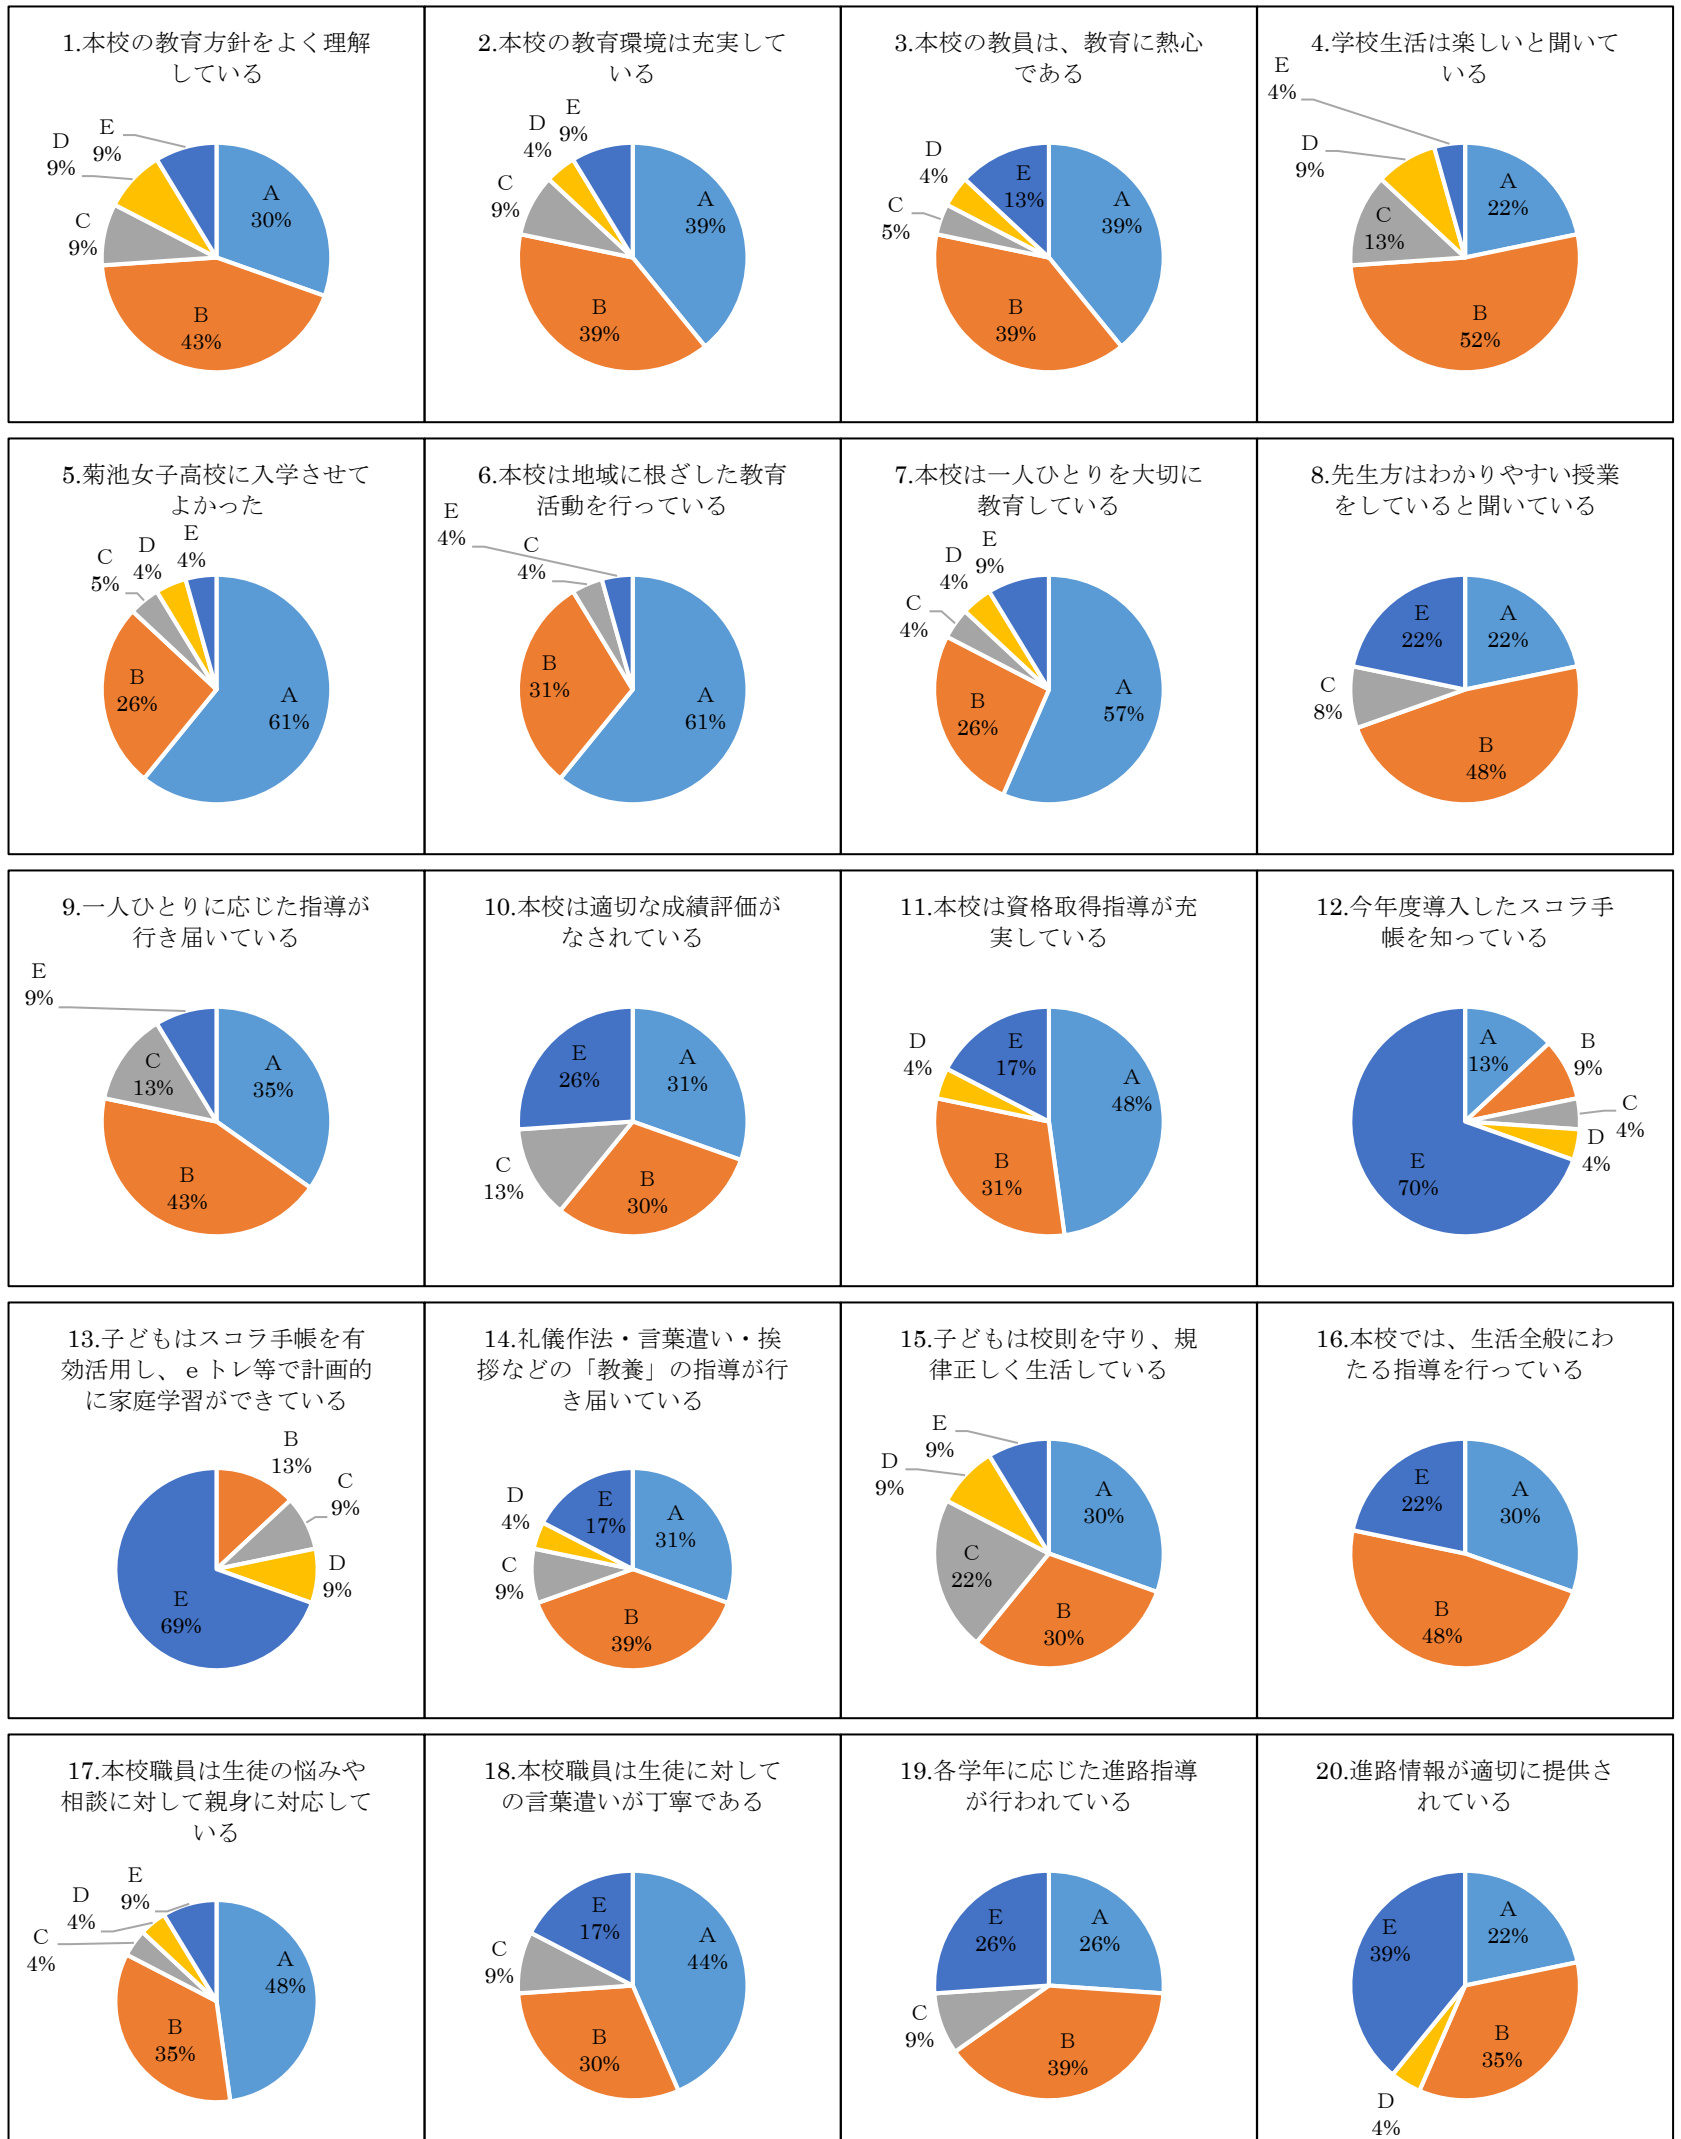 1.本校の教育方針をよく理解
している
E
9%
D
9%
C
9%
A
30%
B
43%
2.本校の教育環境は充実して
いる
E
9%
D
4%
C
9%
A
39%
B
39%
3.本校の教員は、教育に熱心
である
D
4%
E
13%
C
5%
A
39%
B
39%
4.学校生活は楽しいと聞いて
いる
E
4%
D
9%
C
13%
A
22%
B
52%
5.菊池女子高校に入学させて
よかった
E
4%
D
4%
C
5%
B
26%
A
61%
6.本校は地域に根ざした教育
活動を行っている
E
4%
C
4%
B
31%
A
61%
7.本校は一人ひとりを大切に
教育している
E
9%
D
4%
C
4%
B
26%
A
57%
8.先生方はわかりやすい授業
をしていると聞いている
E
22%
A
22%
C
8%
B
48%
9.一人ひとりに応じた指導が
行き届いている
E
9%
C
13%
A
35%
B
43%
10.本校は適切な成績評価が
なされている
E
26%
A
31%
C
13%
B
30%
11.本校は資格取得指導が充
実している
D
4%
E
17%
A
48%
B
31%
12.今年度導入したスコラ手
帳を知っている
A
13%
B
9%
C
4%
D
4%
E
70%
13.子どもはスコラ手帳を有
効活用し、ｅトレ等で計画的
に家庭学習ができている
B
13%
C
9%
D
9%
E
69%
14.礼儀作法・言葉遣い・挨
拶などの「教養」の指導が行
き届いている
D
4%
E
17%
A
31%
C
9%
B
39%
15.子どもは校則を守り、規
律正しく生活している
E
9%
D
9%
A
30%
C
22%
B
30%
16.本校では、生活全般にわ
たる指導を行っている
E
22%
A
30%
B
48%
17.本校職員は生徒の悩みや
相談に対して親身に対応して
いる
E
9%
D
4%
C
4%
A
48%
B
35%
18.本校職員は生徒に対して
の言葉遣いが丁寧である
E
17%
C
9%
A
44%
B
30%
19.各学年に応じた進路指導
が行われている
E
26%
A
26%
C
9%
B
39%
20.進路情報が適切に提供さ
れている
A
22%
E
39%
B
35%
D
4%